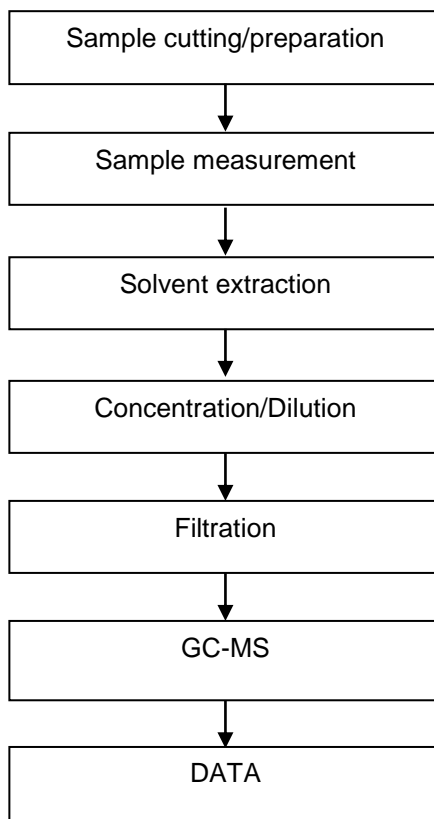 Sample cutting/preparation
Sample measurement
Solvent extraction
Concentration/Dilution
Filtration
GC-MS
DATA